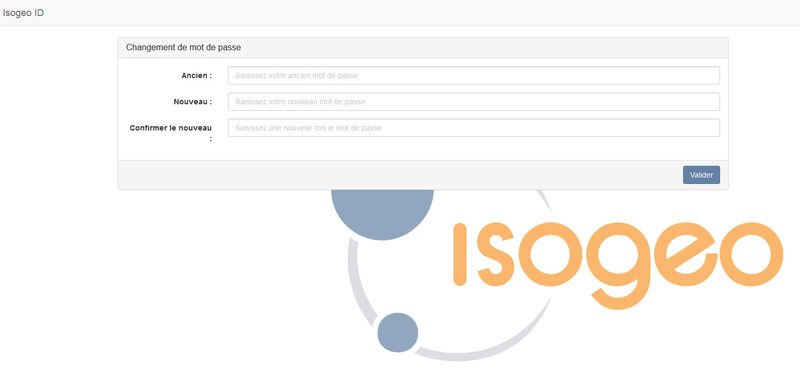 Isogeo ID
Changement de mot de passe
Ancien :
Saisissez votre ancien mot de passe
Nouveau :
Saisissez votre nouveau mot de passe
Confirmer le nouveau
:
Saisissez une nouvelle fois le mot de passe
Valider
Isogeo